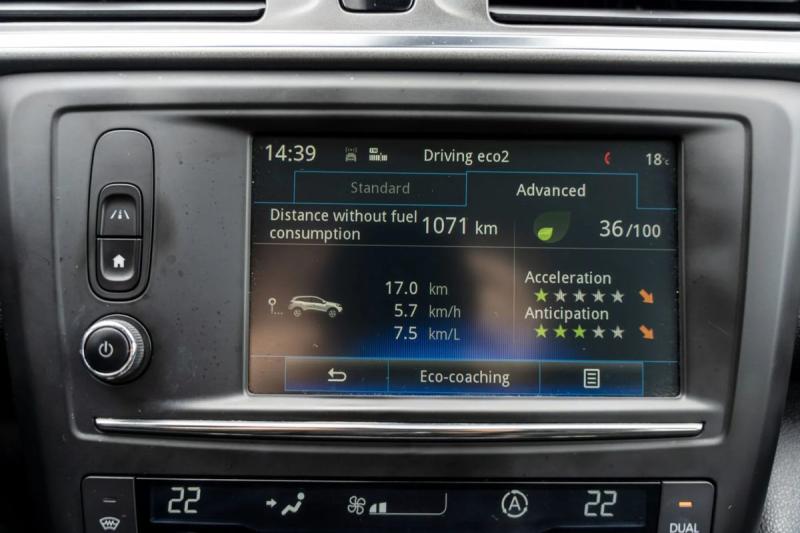 14:39 Driving eco2 18°C
Standard Advanced
Distance without fuel consumption 1071 km 36/100
17.0 km
5.7 km/h
7.5 km/L
Acceleration
Anticipation
Eco-coaching
22 A 22
DUAL